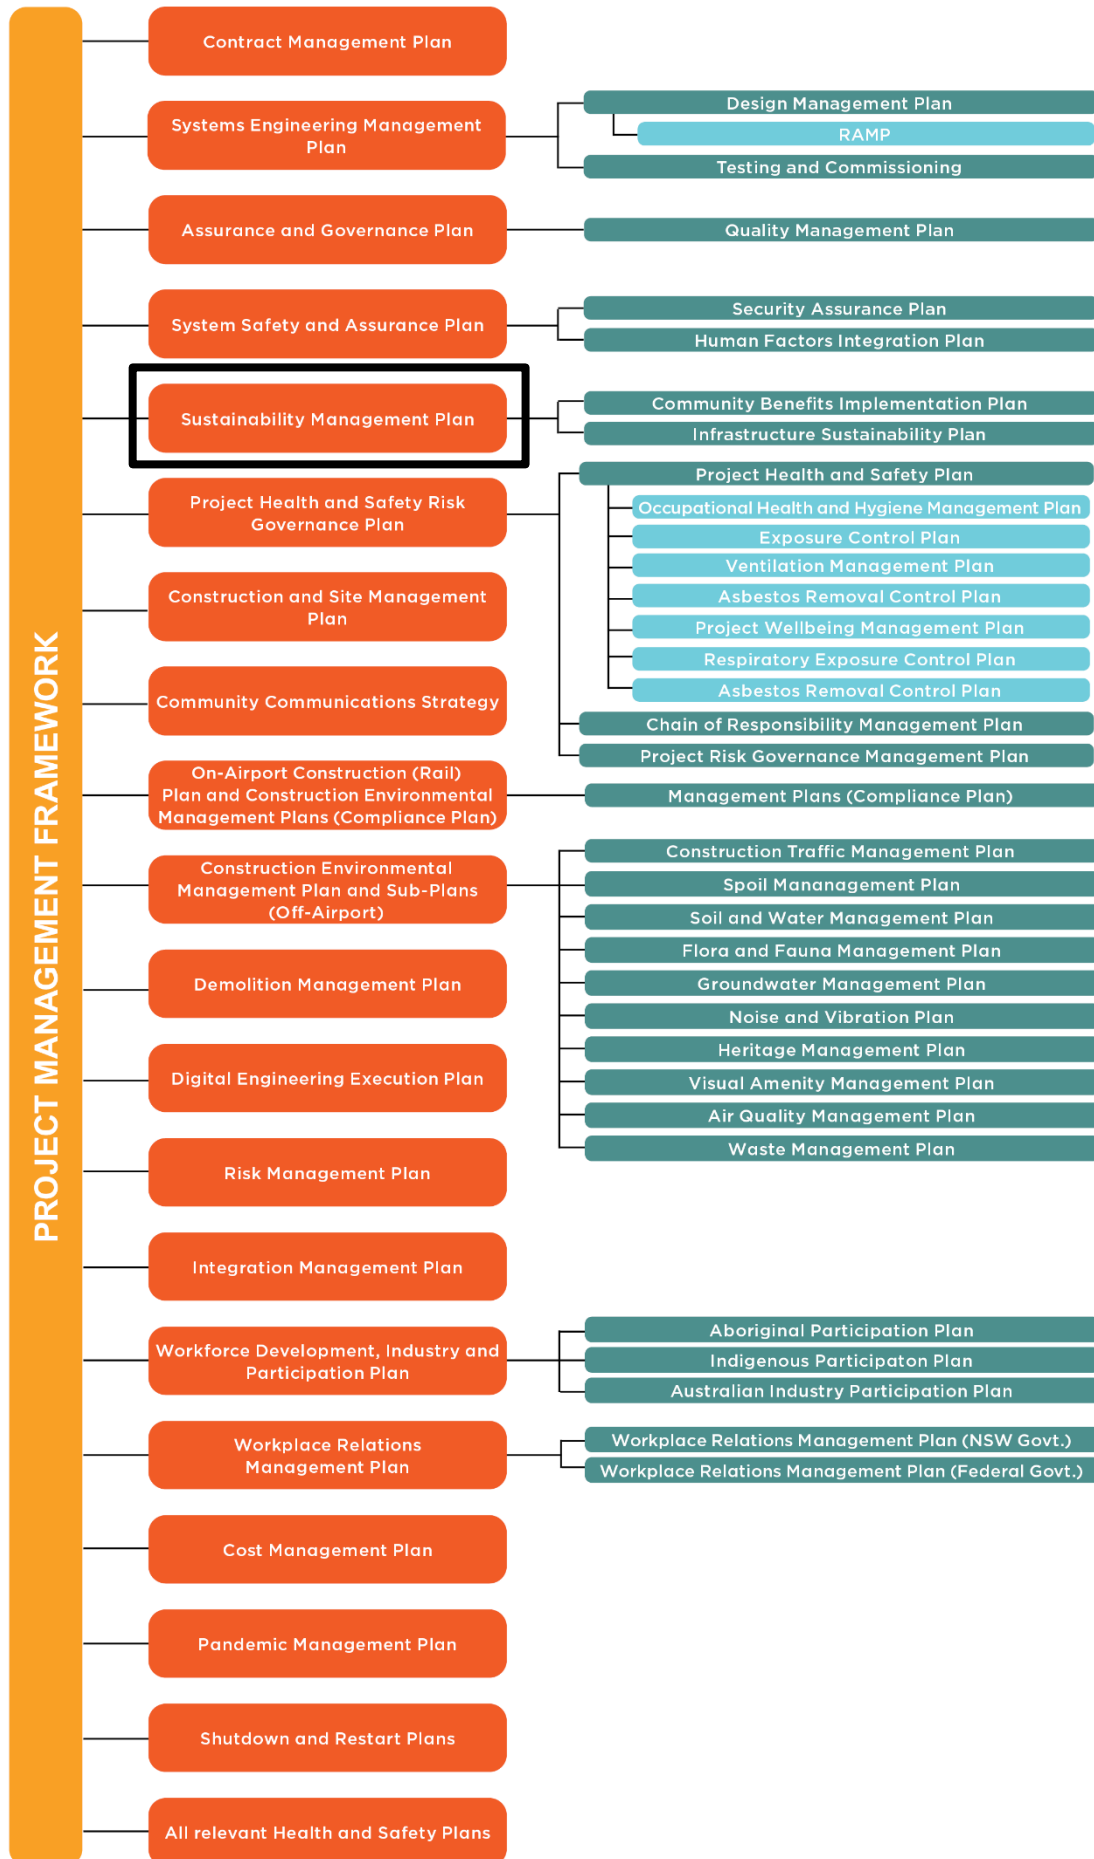 PROJECT MANAGEMENT FRAMEWORK
Contract Management Plan
Systems Engineering Management
Plan
Design Management Plan
RAMP
Testing and Commissioning
Assurance and Governance Plan
Quality Management Plan
System Safety and Assurance Plan
Security Assurance Plan
Human Factors Integration Plan
Sustainability Management Plan
Community Benefits Implementation Plan
Infrastructure Sustainability Plan
Project Health and Safety Risk
Governance Plan
Project Health and Safety Plan
Occupational Health and Hygiene Management Plan
Exposure Control Plan
Ventilation Management Plan
Asbestos Removal Control Plan
Project Wellbeing Management Plan
Respiratory Exposure Control Plan
Asbestos Removal Control Plan
Chain of Responsibility Management Plan
Project Risk Governance Management Plan
Construction and Site Management
Plan
Community Communications Strategy
On-Airport Construction (Rail)
Plan and Construction Environmental
Management Plans (Compliance Plan)
Management Plans (Compliance Plan)
Construction Environmental
Management Plan and Sub-Plans
(Off-Airport)
Construction Traffic Management Plan
Spoil Mananagement Plan
Soil and Water Management Plan
Flora and Fauna Management Plan
Groundwater Management Plan
Noise and Vibration Plan
Heritage Management Plan
Visual Amenity Management Plan
Air Quality Management Plan
Waste Management Plan
Demolition Management Plan
Digital Engineering Execution Plan
Risk Management Plan
Integration Management Plan
Workforce Development, Industry and
Participation Plan
Aboriginal Participation Plan
Indigenous Participaton Plan
Australian Industry Participation Plan
Workplace Relations
Management Plan
Workplace Relations Management Plan (NSW Govt.)
Workplace Relations Management Plan (Federal Govt.)
Cost Management Plan
Pandemic Management Plan
Shutdown and Restart Plans
All relevant Health and Safety Plans